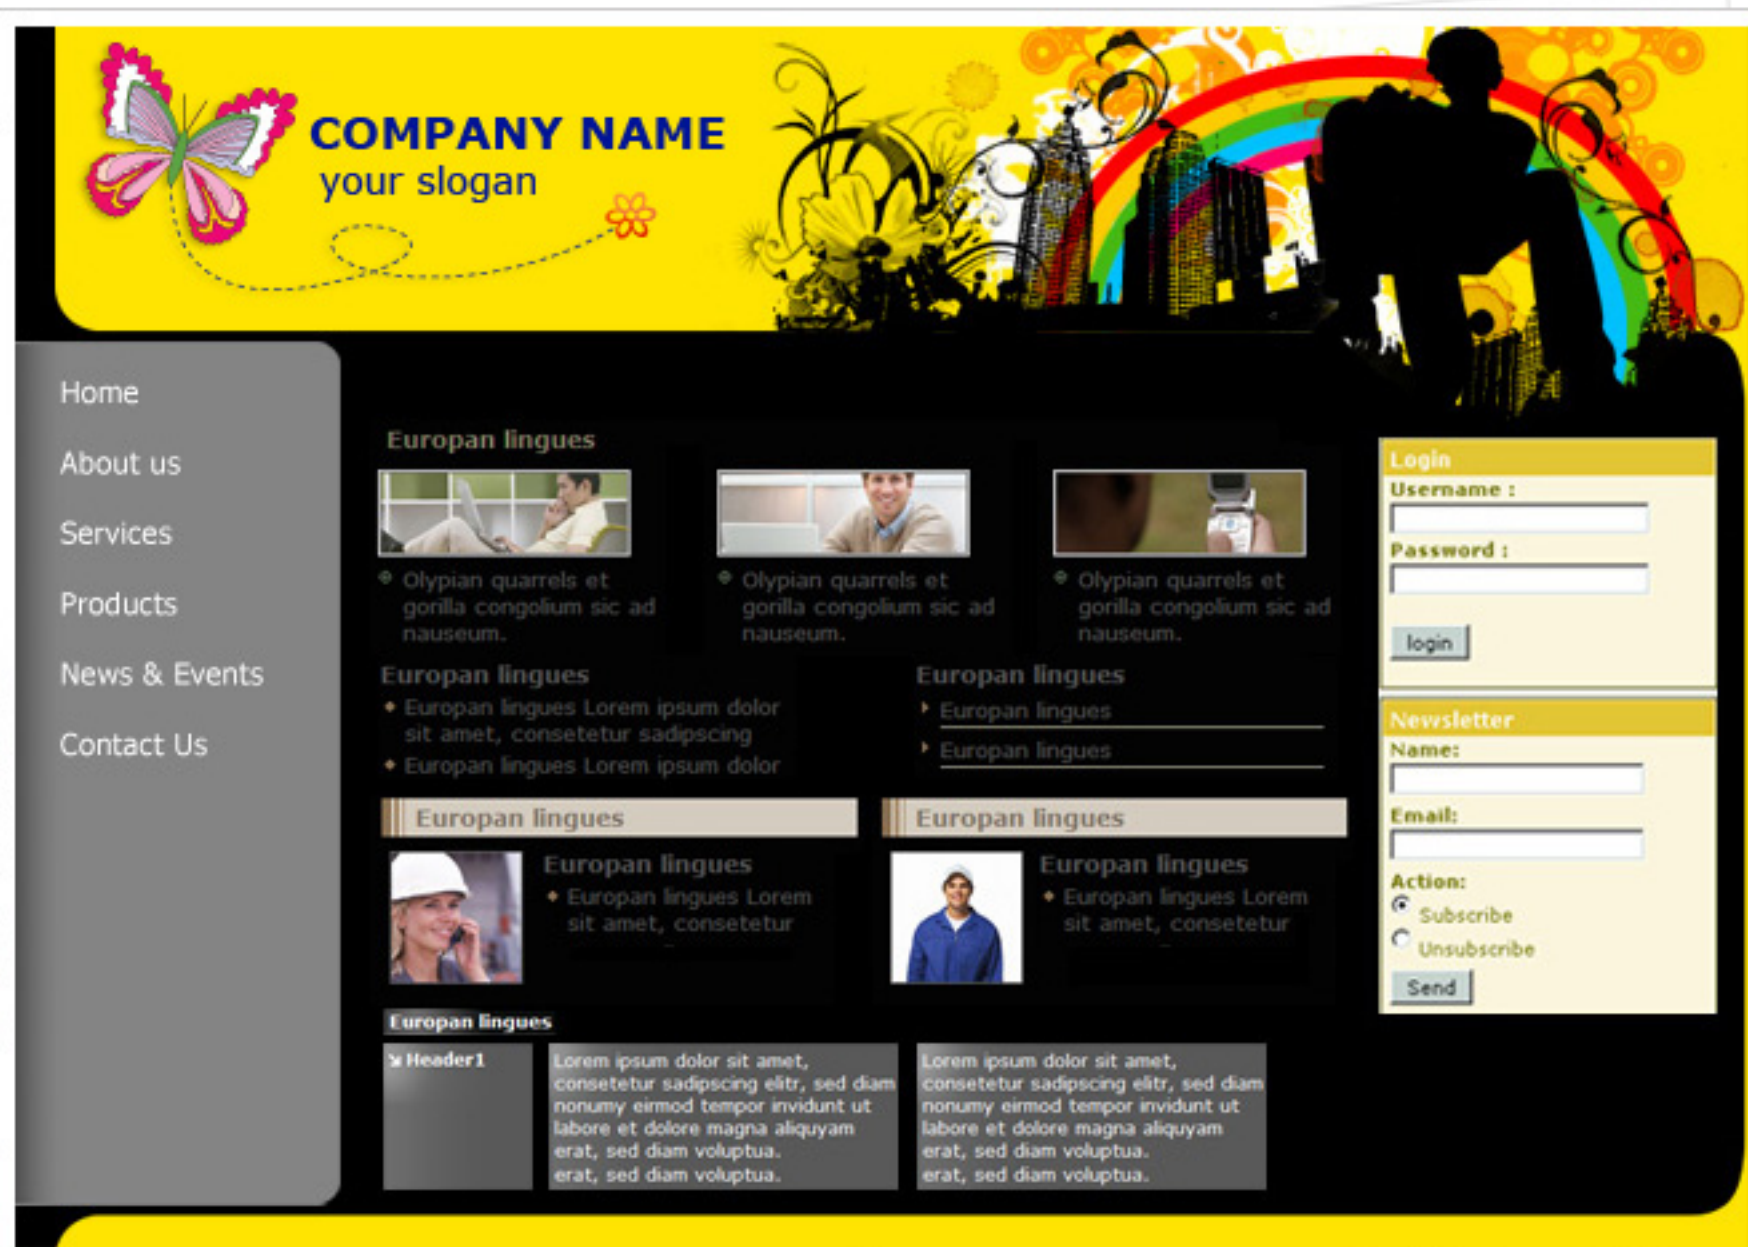 COMPANY NAME
your slogan
Home
About us
Services
Products
News & Events
Contact Us
Europan lingues
Olypian quarrels et
gorilla congolium sic ad
nauseum.
Olypian quarrels et
gorilla congolium sic ad
nauseum.
Olypian quarrels et
gorilla congolium sic ad
nauseum.
Europan lingues
Europan lingues Lorem ipsum dolor
sit amet, consetetur sadipscing
Europan lingues Lorem ipsum dolor
Europan lingues
Europan lingues
Europan lingues
Europan lingues
Europan lingues
Europan lingues Lorem
sit amet, consetetur
Europan lingues
Europan lingues
Europan lingues Lorem
sit amet, consetetur
Europan lingues
Header1
Lorem ipsum dolor sit amet,
consetetur sadipscing elitr, sed diam
nonumy eirmod tempor invidunt ut
labore et dolore magna aliquyam
erat, sed diam voluptua.
erat, sed diam voluptua.
Lorem ipsum dolor sit amet,
consetetur sadipscing elitr, sed diam
nonumy eirmod tempor invidunt ut
labore et dolore magna aliquyam
erat, sed diam voluptua.
erat, sed diam voluptua.
Login
Username :
Password :
login
Newsletter
Name:
Email:
Action:
Subscribe
Unsubscribe
Send